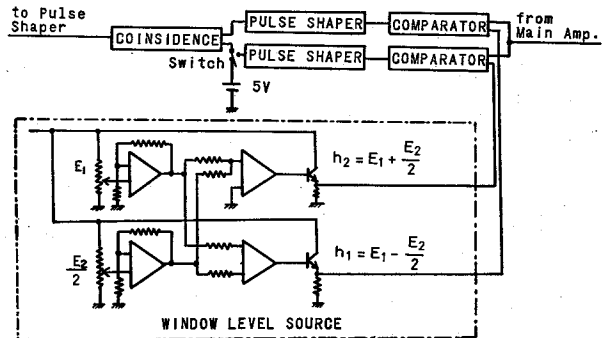 to Pulse
Shaper
COINSIDENCE
PULSE SHAPER
COMPARATOR
from
Main Amp.
Switch
PULSE SHAPER
COMPARATOR
5V
E₁
h₂ = E₁ + E₂/2
E₂/2
h₁ = E₁ - E₂/2
WINDOW LEVEL SOURCE